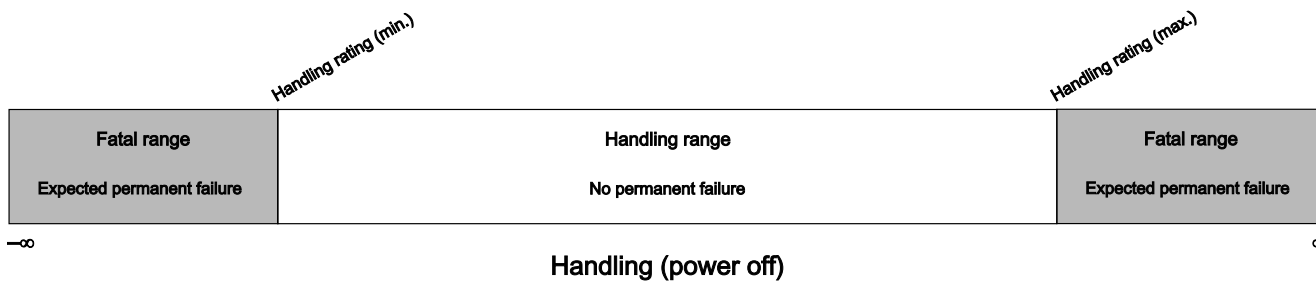 Handling rating (min.)
Handling rating (max.)
Fatal range
Handling range
Fatal range
Expected permanent failure
No permanent failure
Expected permanent failure
–∞
Handling (power off)